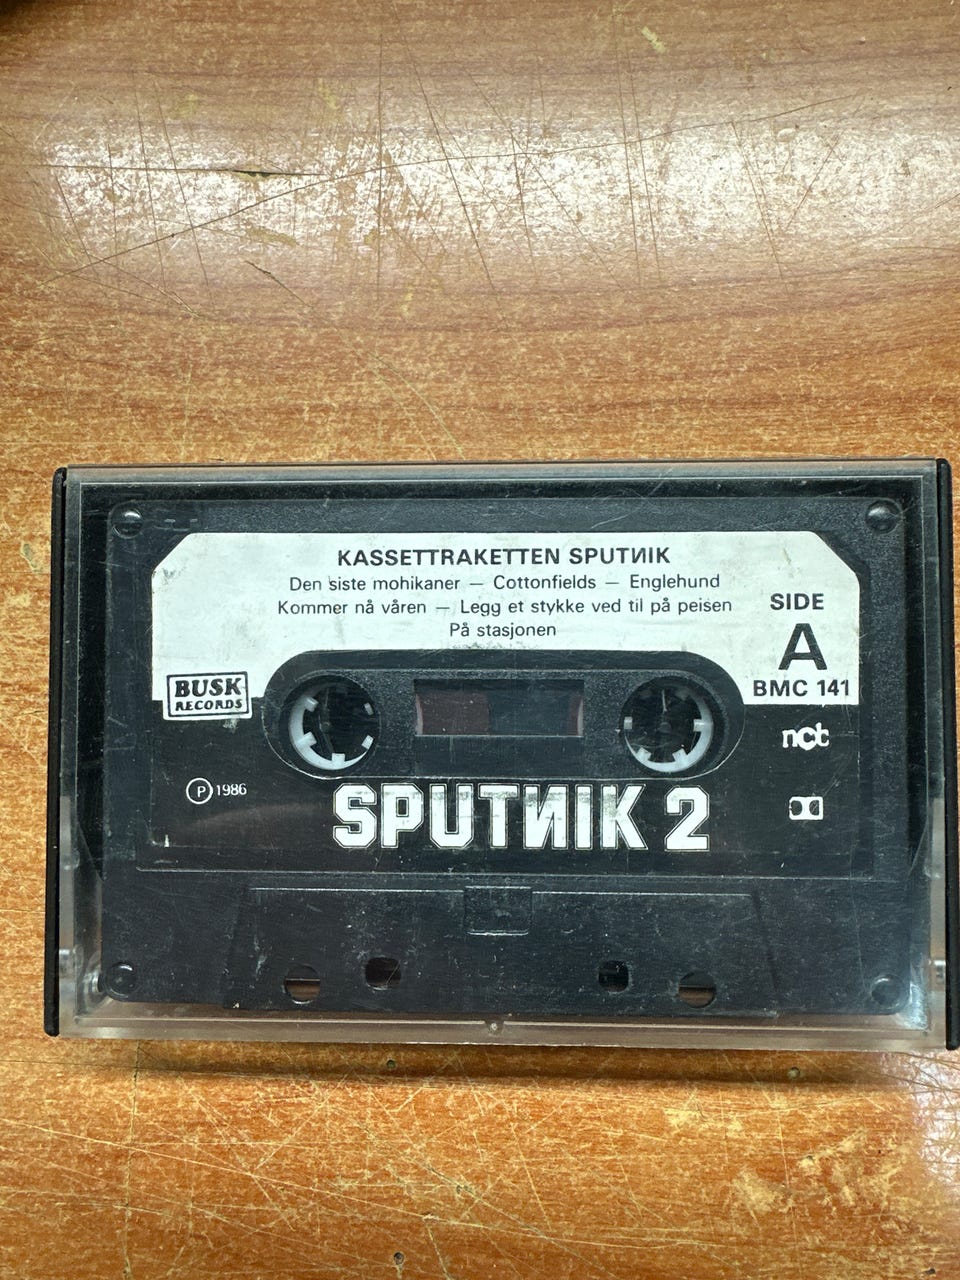 KASSETTRAKETTEN SPUTИIK
Den siste mohikaner — Cottonfields — Englehund
Kommer nå våren — Legg et stykke ved til på peisen
På stasjonen
SIDE
A
BMC 141
BUSK
RECORDS
nct
Ⓟ 1986
SPUTИIK 2